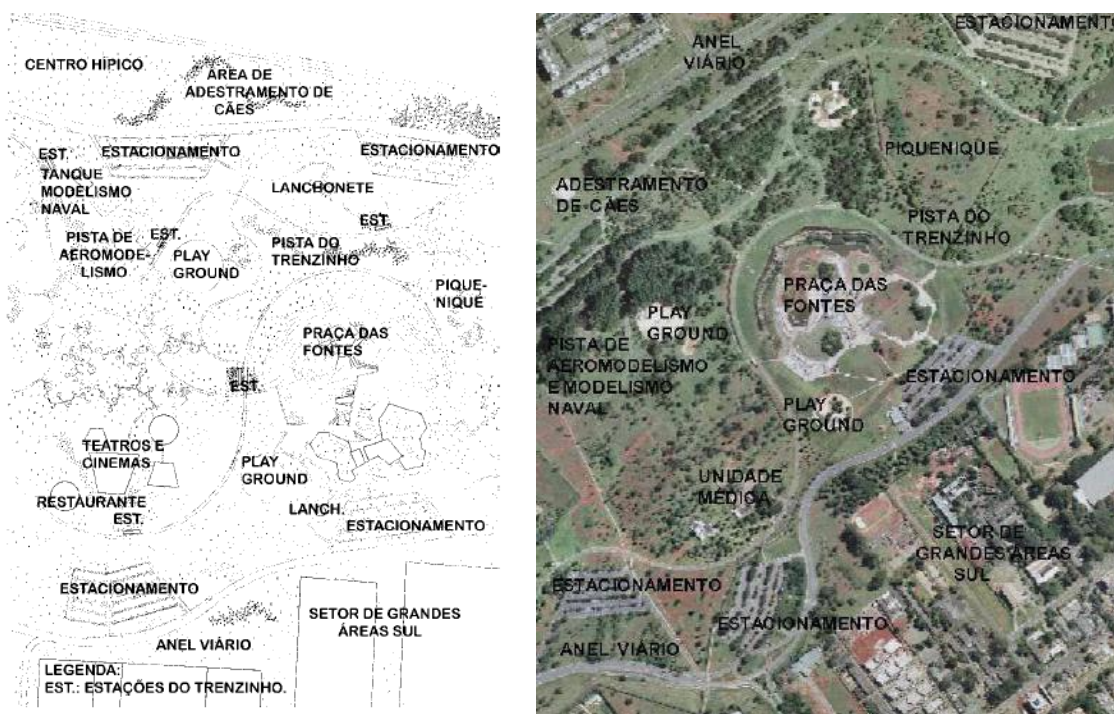 CENTRO HÍPICO
ÁREA DE
ADESTRAMENTO DE
CÃES
EST.
ESTACIONAMENTO
ESTACIONAMENTO
TANQUE
MODELISMO
NAVAL
LANCHONETE
EST.
PISTA DE
AEROMODE-
LISMO
EST.
PLAY
GROUND
PISTA DO
TRENZINHO
PIQUE-
NIQUE
PRAÇA DAS
FONTES
EST.
TEATROS E
CINEMAS
PLAY
GROUND
RESTAURANTE
EST.
LANCH.
ESTACIONAMENTO
ESTACIONAMENTO
SETOR DE GRANDES
ÁREAS SUL
ANEL VIÁRIO
LEGENDA:
EST.: ESTAÇÕES DO TRENZINHO.
ESTACIONAMENTO
ANEL
VIÁRIO
PIQUENIQUE
ADESTRAMENTO
DE CÃES
PISTA DO
TRENZINHO
PRAÇA DAS
FONTES
PLAY
GROUND
PISTA DE
AEROMODELISMO
E MODELISMO
NAVAL
ESTACIONAMENTO
PLAY
GROUND
UNIDADE
MÉDICA
SETOR DE
GRANDES ÁREAS
SUL
ESTACIONAMENTO
ESTACIONAMENTO
ANEL VIÁRIO